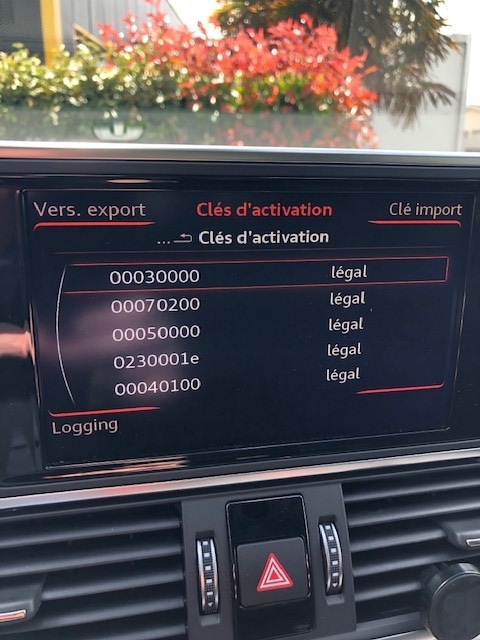 Vers. export Clés d'activation Clé import
... Clés d'activation
00030000 légal
00070200 légal
00050000 légal
0230001e légal
00040100 légal
Logging